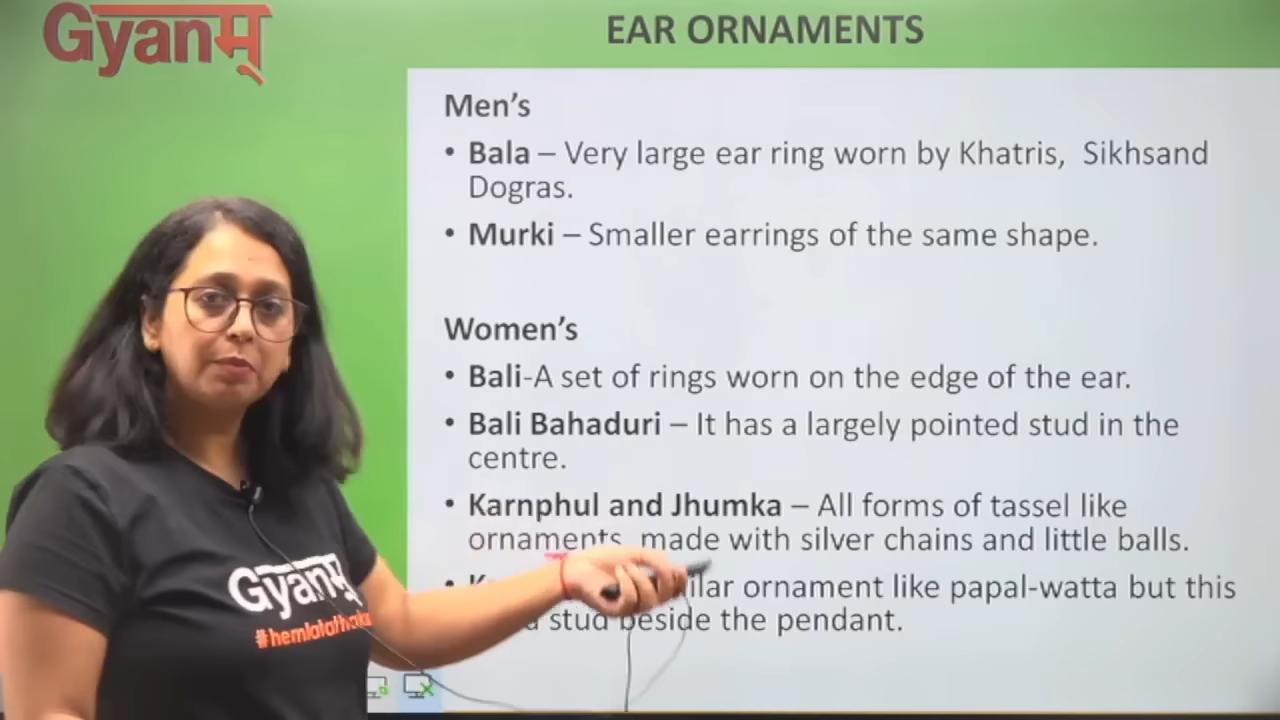 Gyanम्
EAR ORNAMENTS
Men’s
• Bala – Very large ear ring worn by Khatris, Sikhsand
Dogras.
• Murki – Smaller earrings of the same shape.
Women’s
• Bali-A set of rings worn on the edge of the ear.
• Bali Bahaduri – It has a largely pointed stud in the
centre.
• Karnphul and Jhumka – All forms of tassel like
ornaments made with silver chains and little balls.
• ornament like papal-watta but this
stud beside the pendant.
Gyanम्